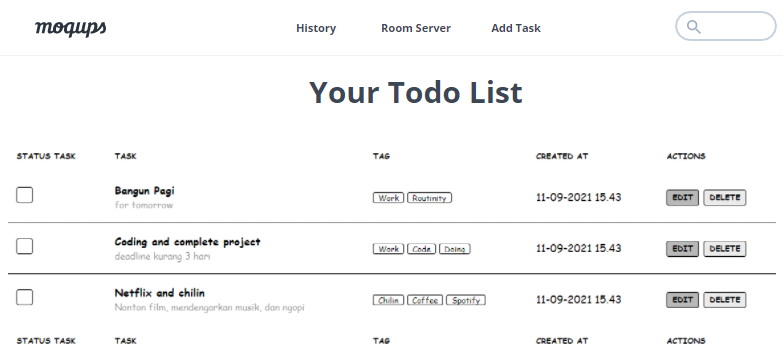 moqups History Room Server Add Task
Your Todo List
STATUS TASK TASK TAG CREATED AT ACTIONS
Bangun Pagi
for tomorrow
Work Routinity 11-09-2021 15.43 EDIT DELETE
Coding and complete project
deadline kurang 3 hari
Work Code Doing 11-09-2021 15.43 EDIT DELETE
Netflix and chilin
Nonton film, mendengarkan musik, dan ngopi
Chilin Coffee Spotify 11-09-2021 15.43 EDIT DELETE
STATUS TASK TASK TAG CREATED AT ACTIONS